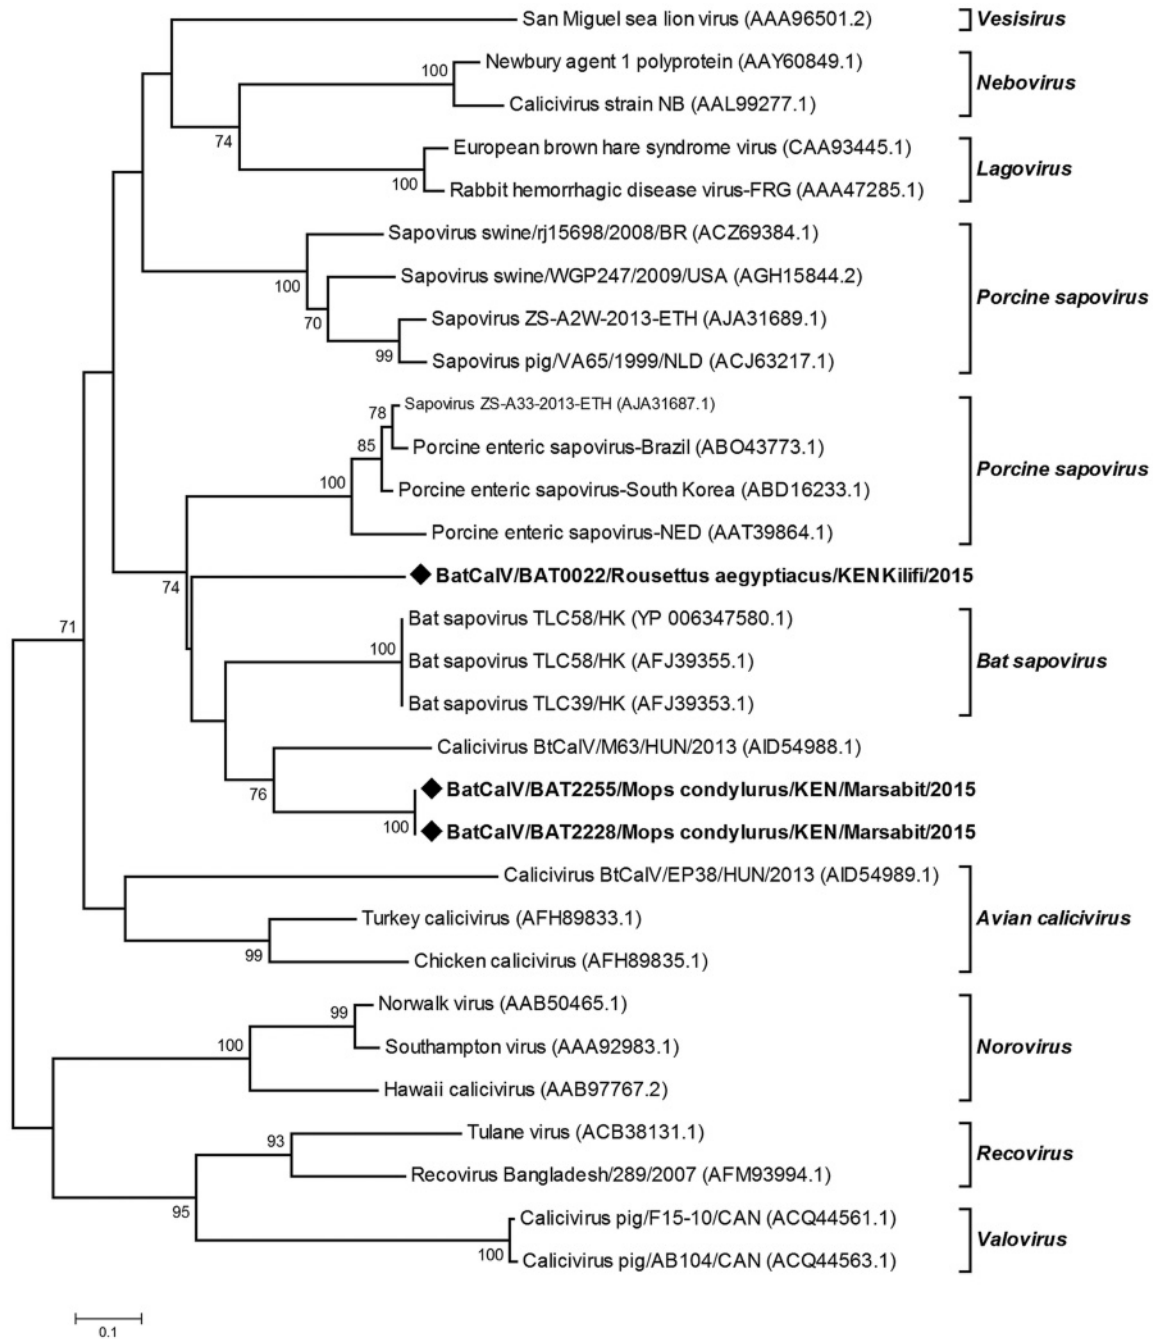 San Miguel sea lion virus (AAA96501.2)
Vesisirus
Newbury agent 1 polyprotein (AAY60849.1)
100
Nebovirus
Calicivirus strain NB (AAL99277.1)
74
European brown hare syndrome virus (CAA93445.1)
Lagovirus
100
Rabbit hemorrhagic disease virus-FRG (AAA47285.1)
Sapovirus swine/rj15698/2008/BR (ACZ69384.1)
100
Sapovirus swine/WGP247/2009/USA (AGH15844.2)
Porcine sapovirus
70
Sapovirus ZS-A2W-2013-ETH (AJA31689.1)
99
Sapovirus pig/VA65/1999/NLD (ACJ63217.1)
78
Sapovirus ZS-A33-2013-ETH (AJA31687.1)
85
Porcine enteric sapovirus-Brazil (ABO43773.1)
Porcine sapovirus
100
Porcine enteric sapovirus-South Korea (ABD16233.1)
Porcine enteric sapovirus-NED (AAT39864.1)
74
BatCalV/BAT0022/Rousettus aegyptiacus/KENKilifi/2015
71
Bat sapovirus TLC58/HK (YP 006347580.1)
100
Bat sapovirus TLC58/HK (AFJ39355.1)
Bat sapovirus
Bat sapovirus TLC39/HK (AFJ39353.1)
Calicivirus BtCalV/M63/HUN/2013 (AID54988.1)
76
BatCalV/BAT2255/Mops condylurus/KEN/Marsabit/2015
100
BatCalV/BAT2228/Mops condylurus/KEN/Marsabit/2015
Calicivirus BtCalV/EP38/HUN/2013 (AID54989.1)
Turkey calicivirus (AFH89833.1)
Avian calicivirus
99
Chicken calicivirus (AFH89835.1)
99
Norwalk virus (AAB50465.1)
100
Southampton virus (AAA92983.1)
Norovirus
Hawaii calicivirus (AAB97767.2)
93
Tulane virus (ACB38131.1)
Recovirus
Recovirus Bangladesh/289/2007 (AFM93994.1)
95
Calicivirus pig/F15-10/CAN (ACQ44561.1)
Valovirus
100
Calicivirus pig/AB104/CAN (ACQ44563.1)
0.1